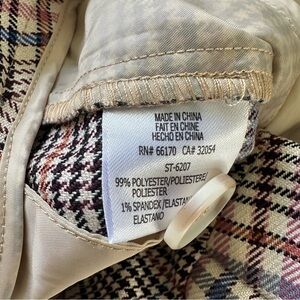 MADE IN CHINA
FAIT EN CHINE
HECHO EN CHINA
RN# 66170 CA# 32054
ST-6207
99% POLYESTER/POLIESTERE/
POLIESTER
1% SPANDEX/ELASTAN
ELASTANO